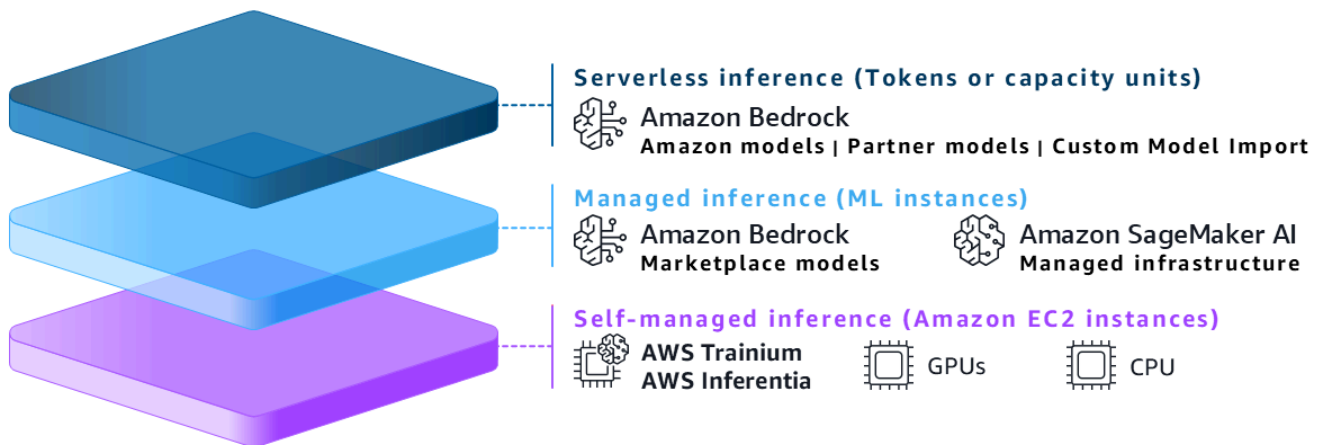 Serverless inference (Tokens or capacity units)
Amazon Bedrock
Amazon models | Partner models | Custom Model Import
Managed inference (ML instances)
Amazon Bedrock
Marketplace models
Amazon SageMaker AI
Managed infrastructure
Self-managed inference (Amazon EC2 instances)
AWS Trainium
AWS Inferentia
GPUs
CPU